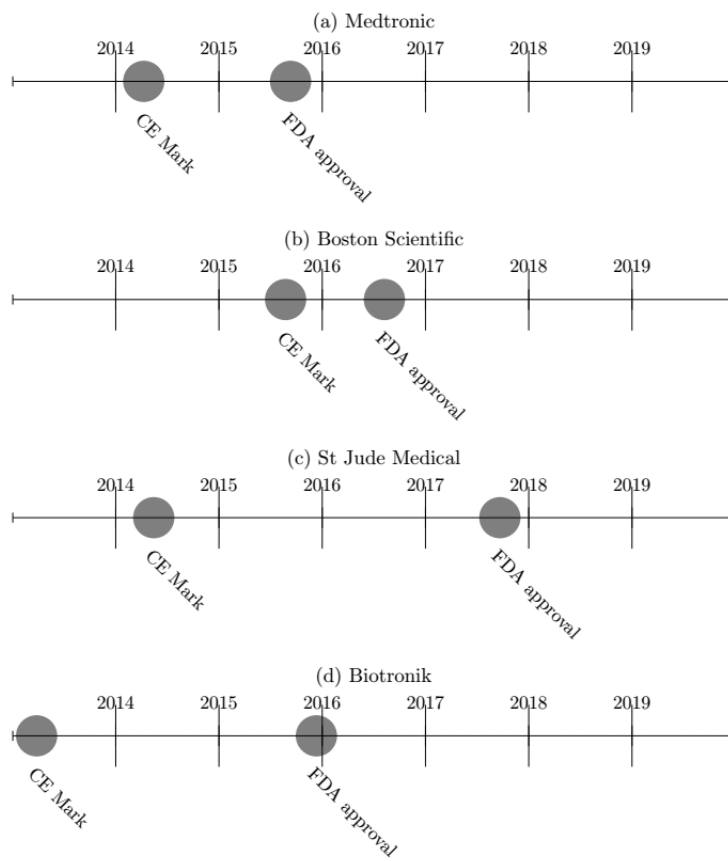 (a) Medtronic
2014 2015 2016 2017 2018 2019
CE Mark
FDA approval
(b) Boston Scientific
2014 2015 2016 2017 2018 2019
CE Mark
FDA approval
(c) St Jude Medical
2014 2015 2016 2017 2018 2019
CE Mark
FDA approval
(d) Biotronik
2014 2015 2016 2017 2018 2019
CE Mark
FDA approval